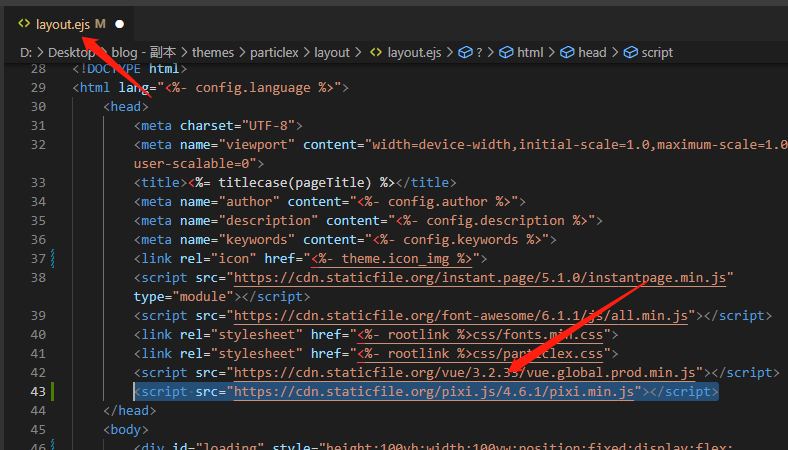 layout.ejs M
D: > Desktop > blog - 副本 > themes > particlex > layout > layout.ejs > ? > html > head > script
28 <!DOCTYPE html>
29 <html lang="<%- config.language %>">
30 <head>
31 <meta charset="UTF-8">
32 <meta name="viewport" content="width=device-width,initial-scale=1.0,maximum-scale=1.0
user-scalable=0">
33 <title><%= titlecase(pageTitle) %></title>
34 <meta name="author" content="<%- config.author %>">
35 <meta name="description" content="<%- config.description %>">
36 <meta name="keywords" content="<%- config.keywords %>">
37 <link rel="icon" href="<%- theme.icon_img %>">
38 <script src="https://cdn.staticfile.org/instant.page/5.1.0/instantpage.min.js"
type="module"></script>
39 <script src="https://cdn.staticfile.org/font-awesome/6.1.1/js/all.min.js"></script>
40 <link rel="stylesheet" href="<%- rootlink %>css/fonts.min.css">
41 <link rel="stylesheet" href="<%- rootlink %>css/particlex.css">
42 <script src="https://cdn.staticfile.org/vue/3.2.33/vue.global.prod.min.js"></script>
43 <script src="https://cdn.staticfile.org/pixi.js/4.6.1/pixi.min.js"></script>
44 </head>
45 <body>
46 <div id="loading" style="height:100vh;width:100vw;position:fixed;display:flex;